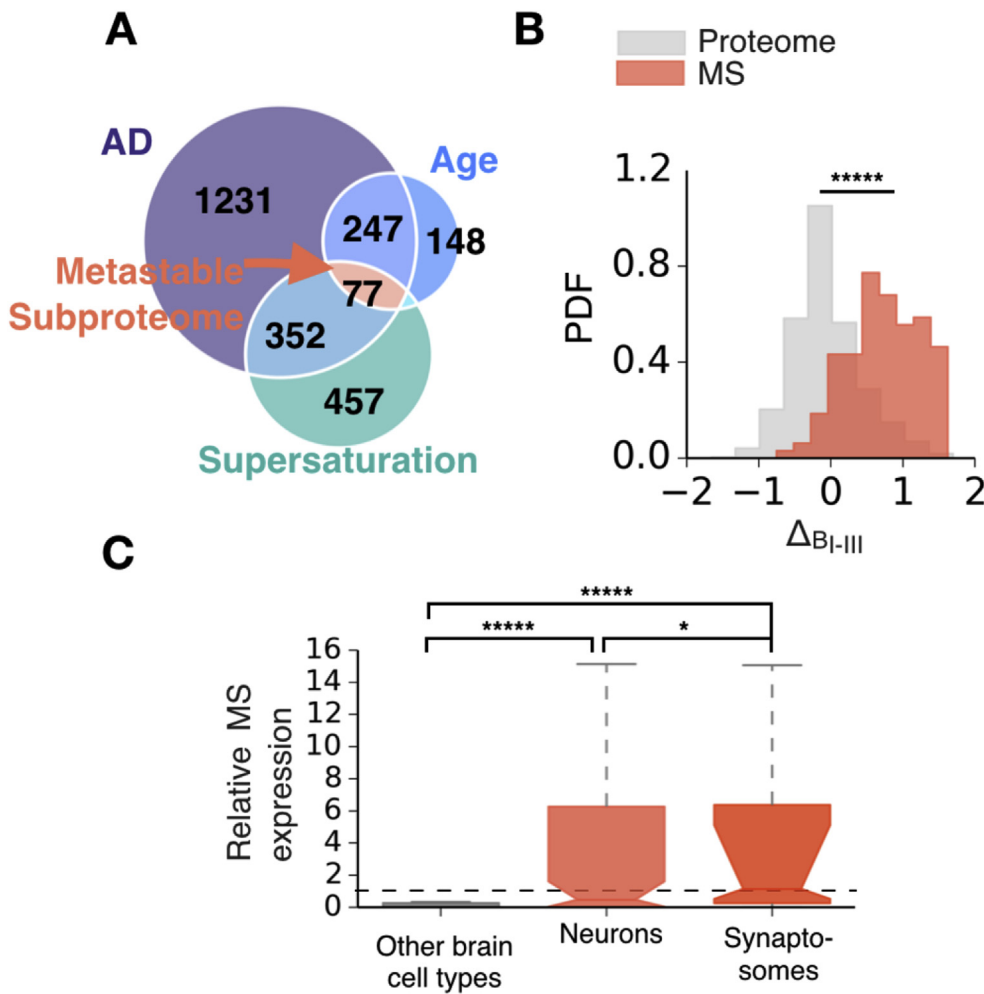 A
AD
Age
1231
247
148
Metastable
Subproteome
77
352
457
Supersaturation
B
Proteome
MS
1.2
0.8
0.4
0.0
PDF
*****
−2 −1 0 1 2
Δ_B_I-III
C
*****
*****
*
16
14
12
10
8
6
4
2
0
Relative MS
expression
Other brain
cell types
Neurons
Synapto-
somes